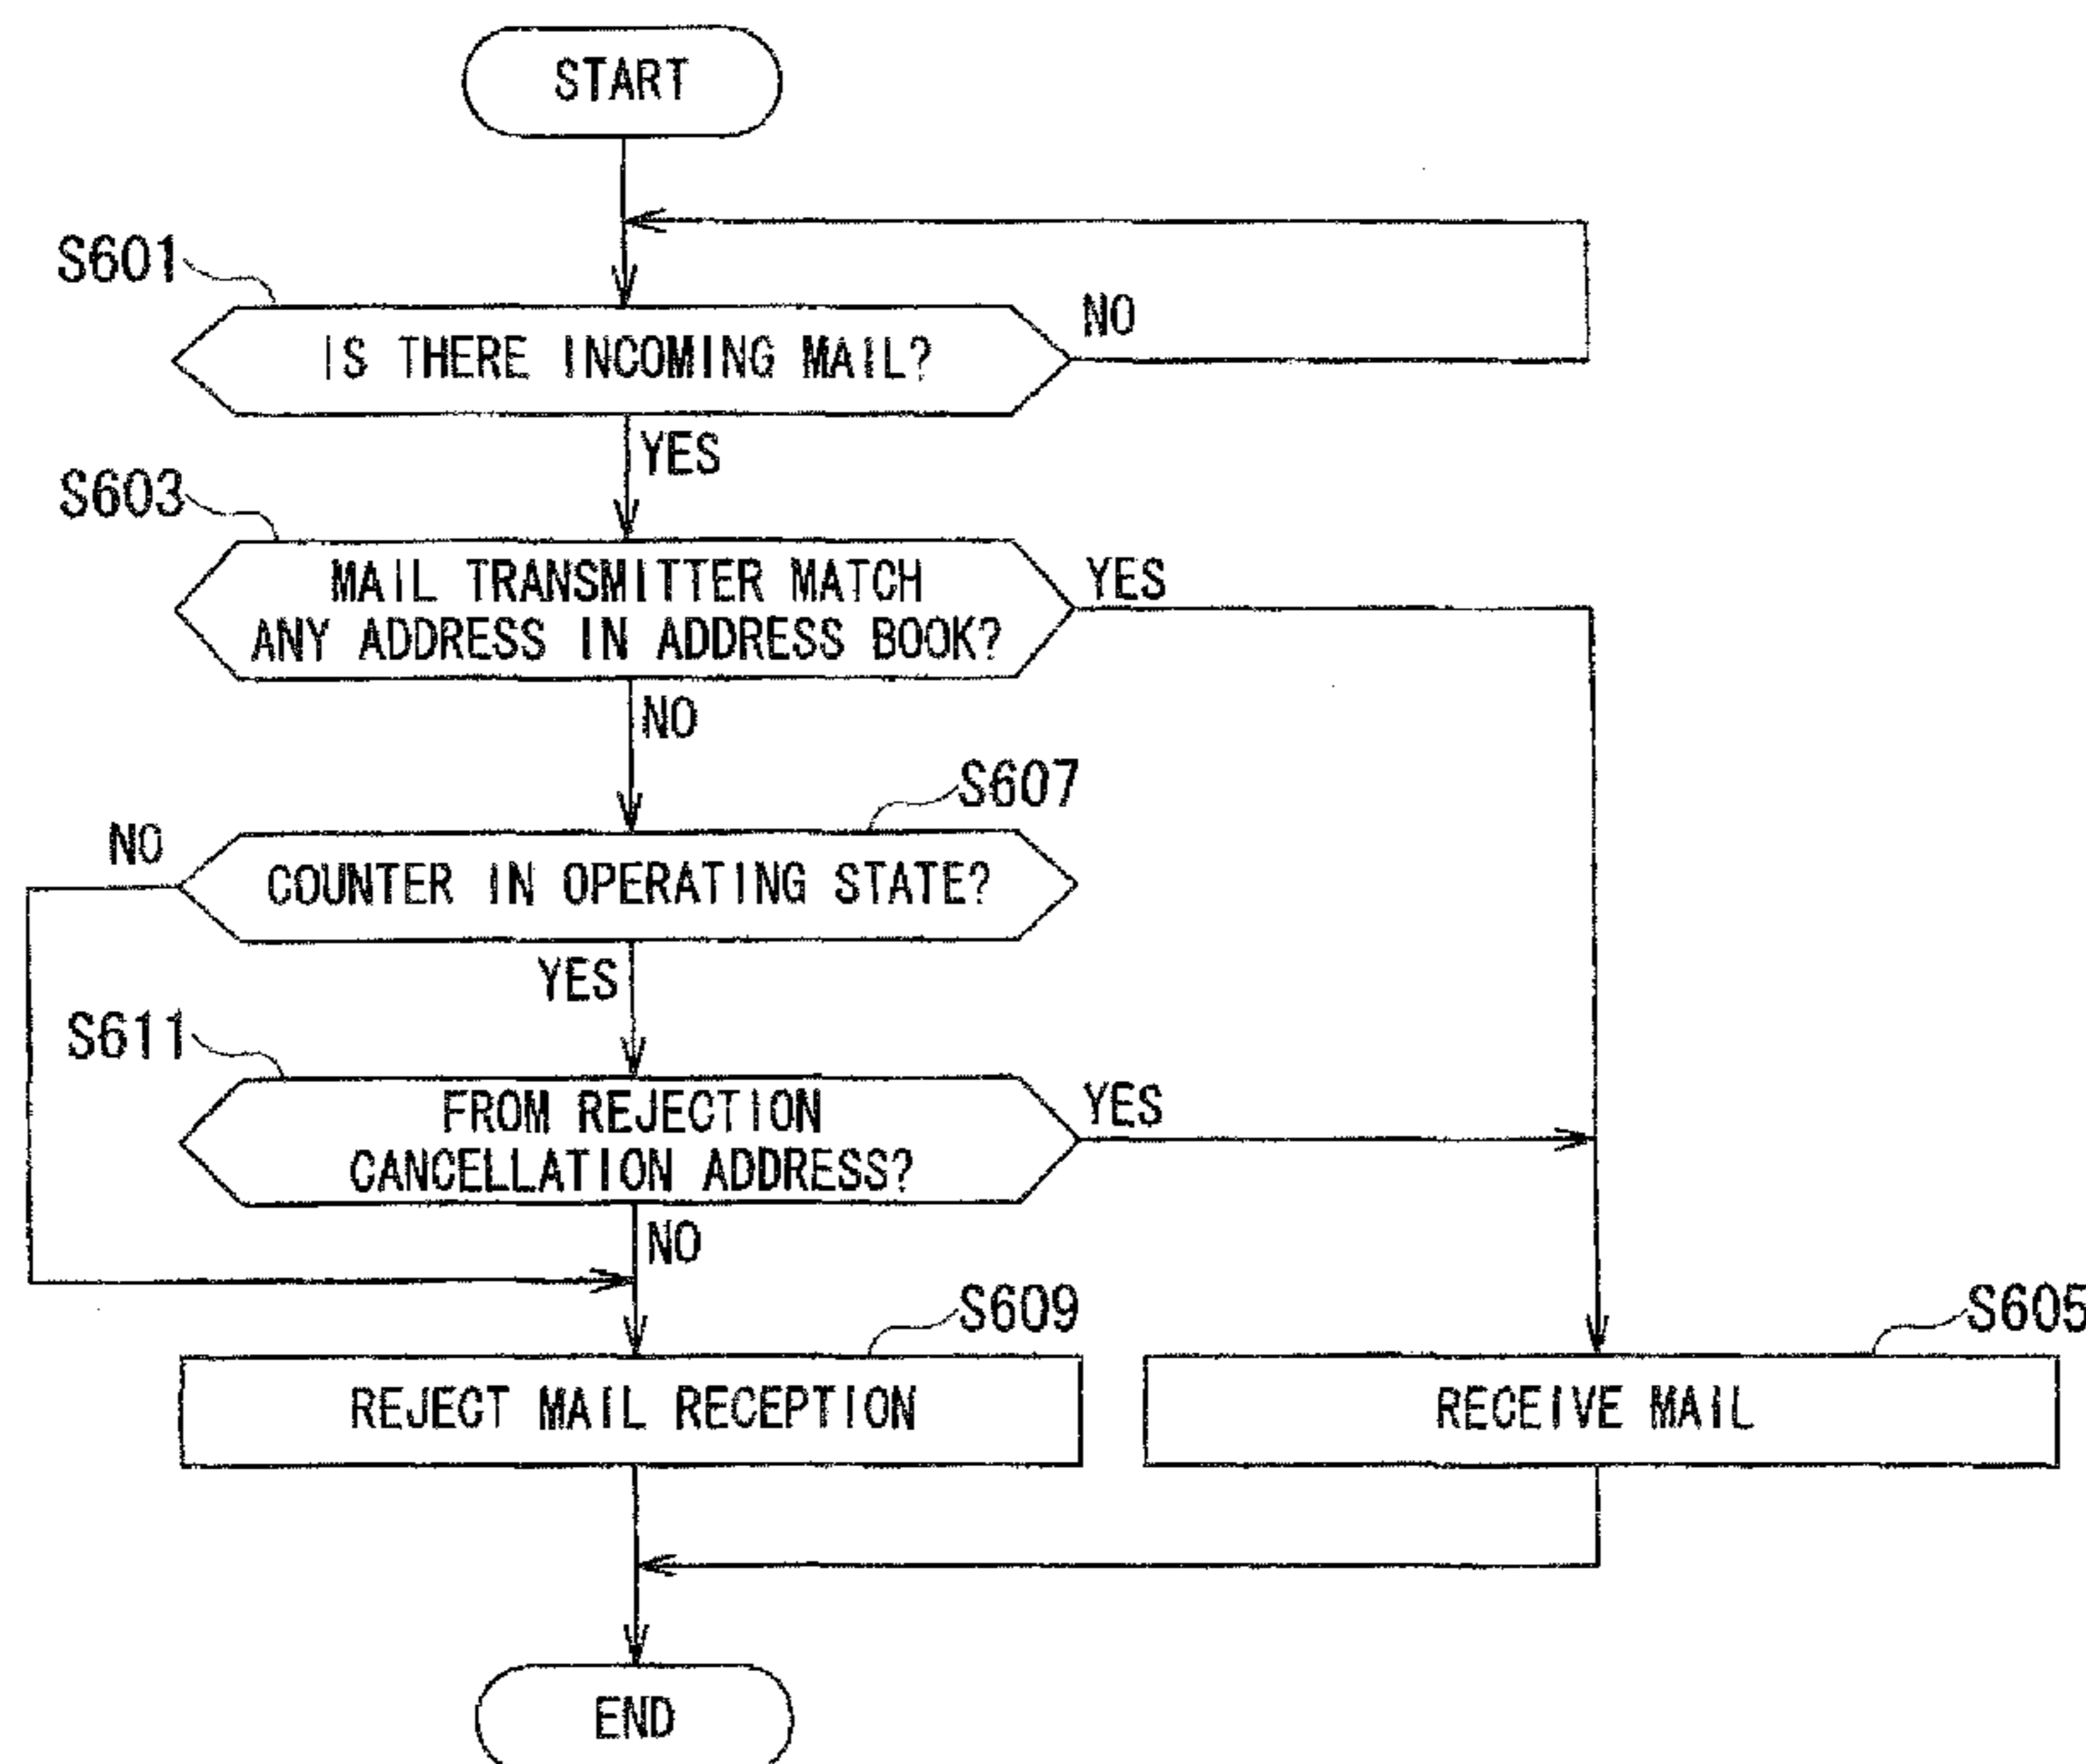 START
S601
IS THERE INCOMING MAIL?
NO
YES
S603
MAIL TRANSMITTER MATCH
ANY ADDRESS IN ADDRESS BOOK?
YES
NO
S607
NO
COUNTER IN OPERATING STATE?
YES
S611
FROM REJECTION
CANCELLATION ADDRESS?
YES
NO
S609
S605
REJECT MAIL RECEPTION
RECEIVE MAIL
END